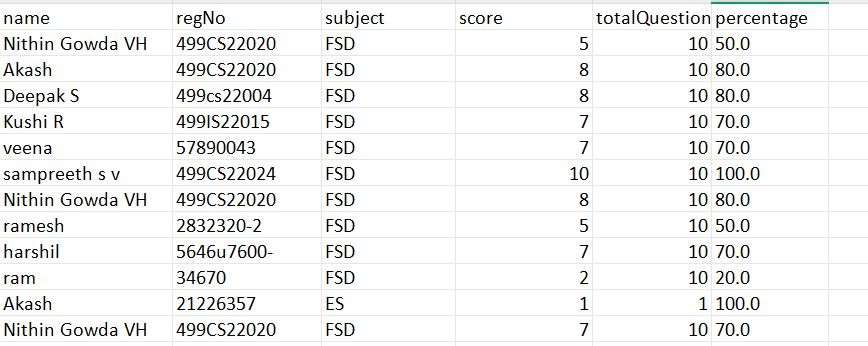 name regNo subject score totalQuestion percentage
Nithin Gowda VH 499CS22020 FSD 5 10 50.0
Akash 499CS22020 FSD 8 10 80.0
Deepak S 499cs22004 FSD 8 10 80.0
Kushi R 499IS22015 FSD 7 10 70.0
veena 57890043 FSD 7 10 70.0
sampreeth s v 499CS22024 FSD 10 10 100.0
Nithin Gowda VH 499CS22020 FSD 8 10 80.0
ramesh 2832320-2 FSD 5 10 50.0
harshil 5646u7600- FSD 7 10 70.0
ram 34670 FSD 2 10 20.0
Akash 21226357 ES 1 1 100.0
Nithin Gowda VH 499CS22020 FSD 7 10 70.0